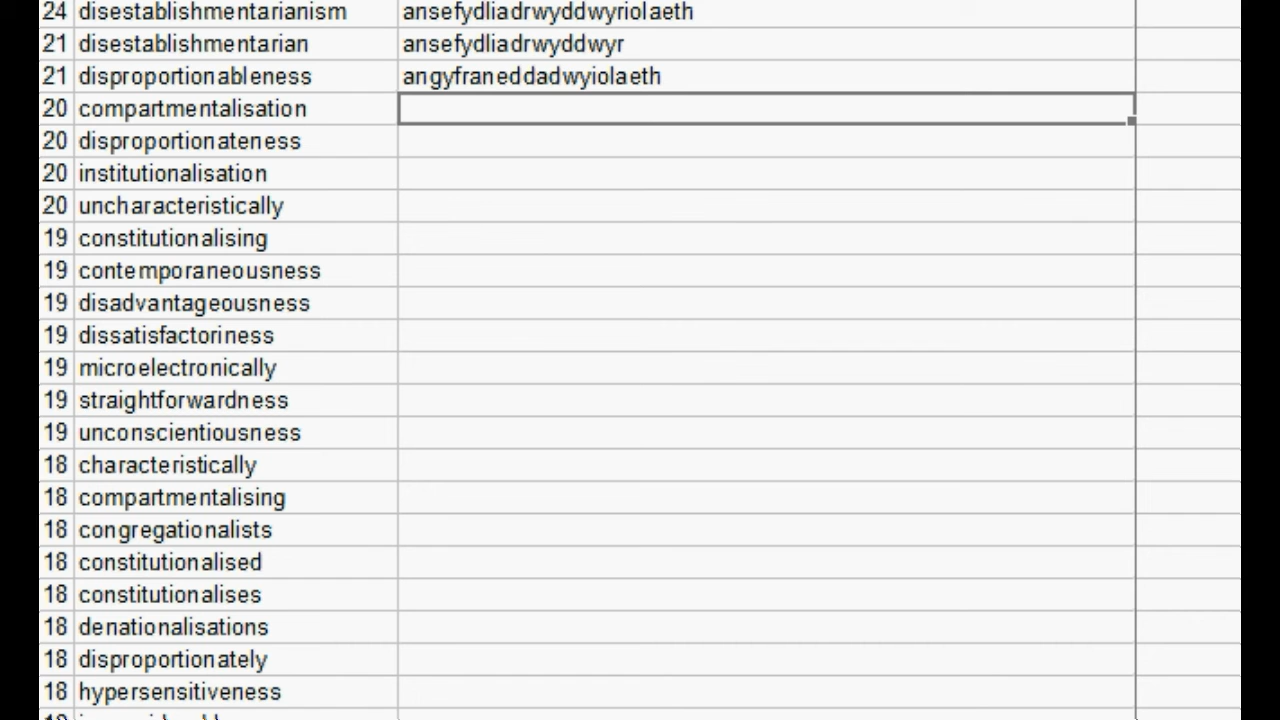 24 disestablishmentarianism ansefydliadrwyddwyriolaeth
21 disestablishmentarian ansefydliadrwyddwyr
21 disproportionableness angyfraneddadwyiolaeth
20 compartmentalisation
20 disproportionateness
20 institutionalisation
20 uncharacteristically
19 constitutionalising
19 contemporaneousness
19 disadvantageousness
19 dissatisfactoriness
19 microelectronically
19 straightforwardness
19 unconscientiousness
18 characteristically
18 compartmentalising
18 congregationalists
18 constitutionalised
18 constitutionalises
18 denationalisations
18 disproportionately
18 hypersensitiveness